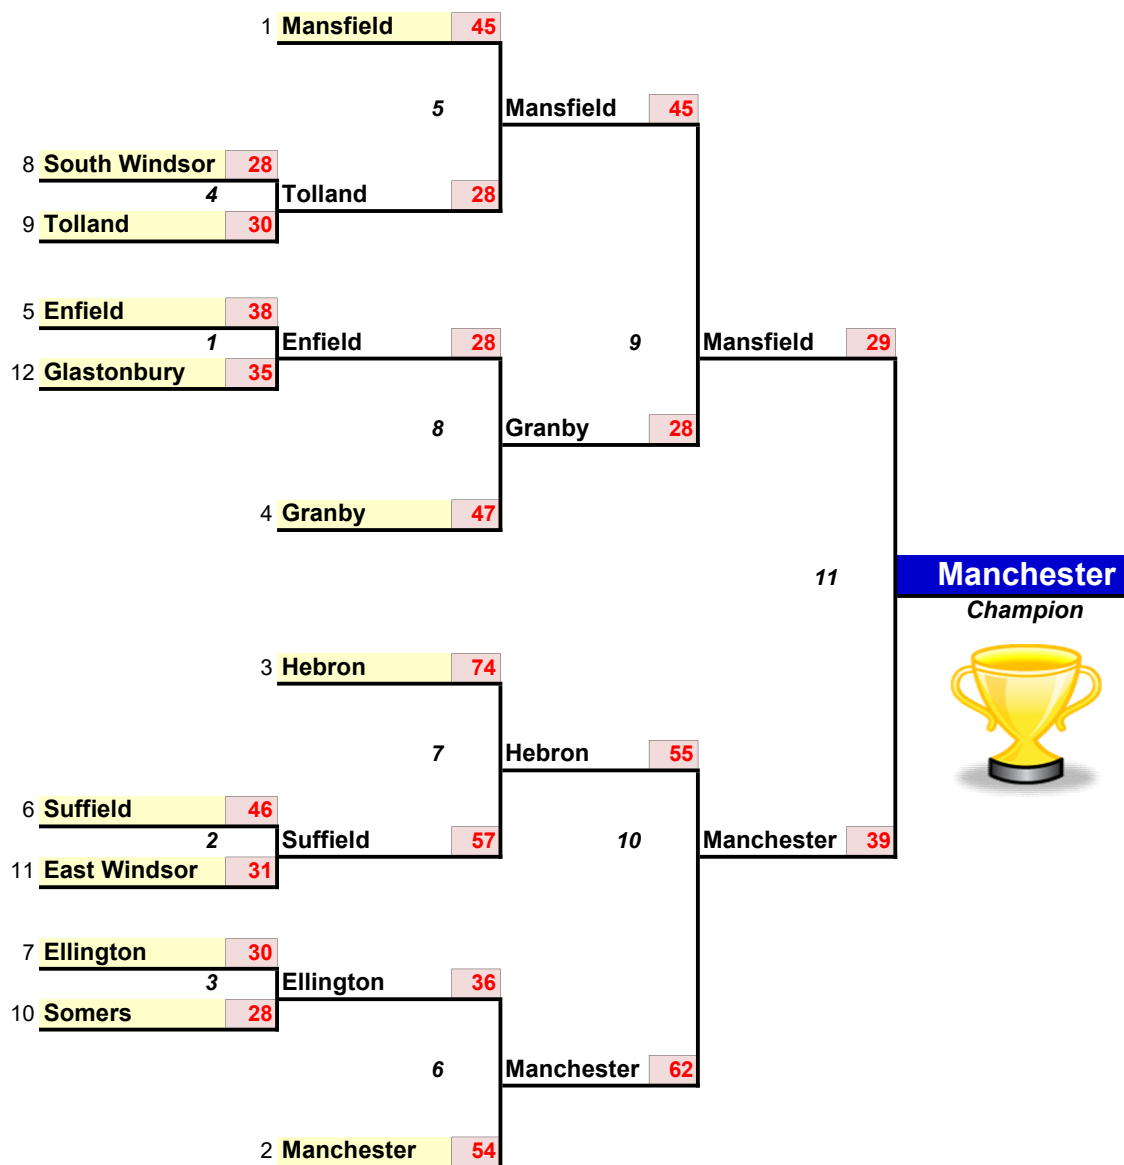 1 Mansfield 45
5 Mansfield 45
8 South Windsor 28
4 Tolland 28
9 Tolland 30
5 Enfield 38
1 Enfield 28 9 Mansfield 29
12 Glastonbury 35
8 Granby 28
4 Granby 47
11 Manchester
Champion
3 Hebron 74
7 Hebron 55
6 Suffield 46
2 Suffield 57 10 Manchester 39
11 East Windsor 31
7 Ellington 30
3 Ellington 36
10 Somers 28
6 Manchester 62
2 Manchester 54